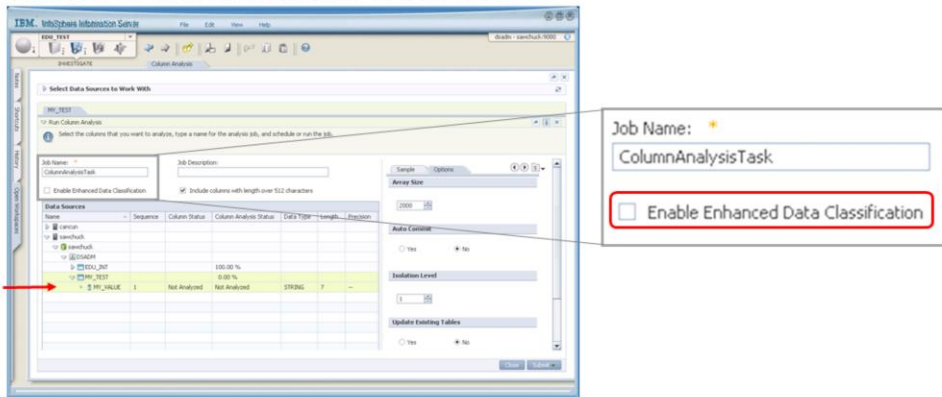 IBM. InfoSphere Information Server
File Edit View Help
EDU_TEST
dsadm - sawchuck:9080
INVESTIGATE
Column Analysis
Notes
Shortcuts
History
Open Workspaces
Select Data Sources to Work With
MY_TEST
Run Column Analysis
Select the columns that you want to analyze, type a name for the analysis job, and schedule or run the job.
Job Name: *
Job Description:
ColumnAnalysisTask
Enable Enhanced Data Classification
Include columns with length over 512 characters
Data Sources
Name Sequence Column Status Column Analysis Status Data Type Length Precision
cancun
sawchuck
sawchuck
DSADM
EDU_INT 100.00 %
MY_TEST 0.00 %
MY_VALUE 1 Not Analyzed Not Analyzed STRING 7 --
Sample Options
Array Size
2000
Auto Commit
Yes No
Isolation Level
1
Update Existing Tables
Yes No
Close Submit
Job Name: *
ColumnAnalysisTask
Enable Enhanced Data Classification